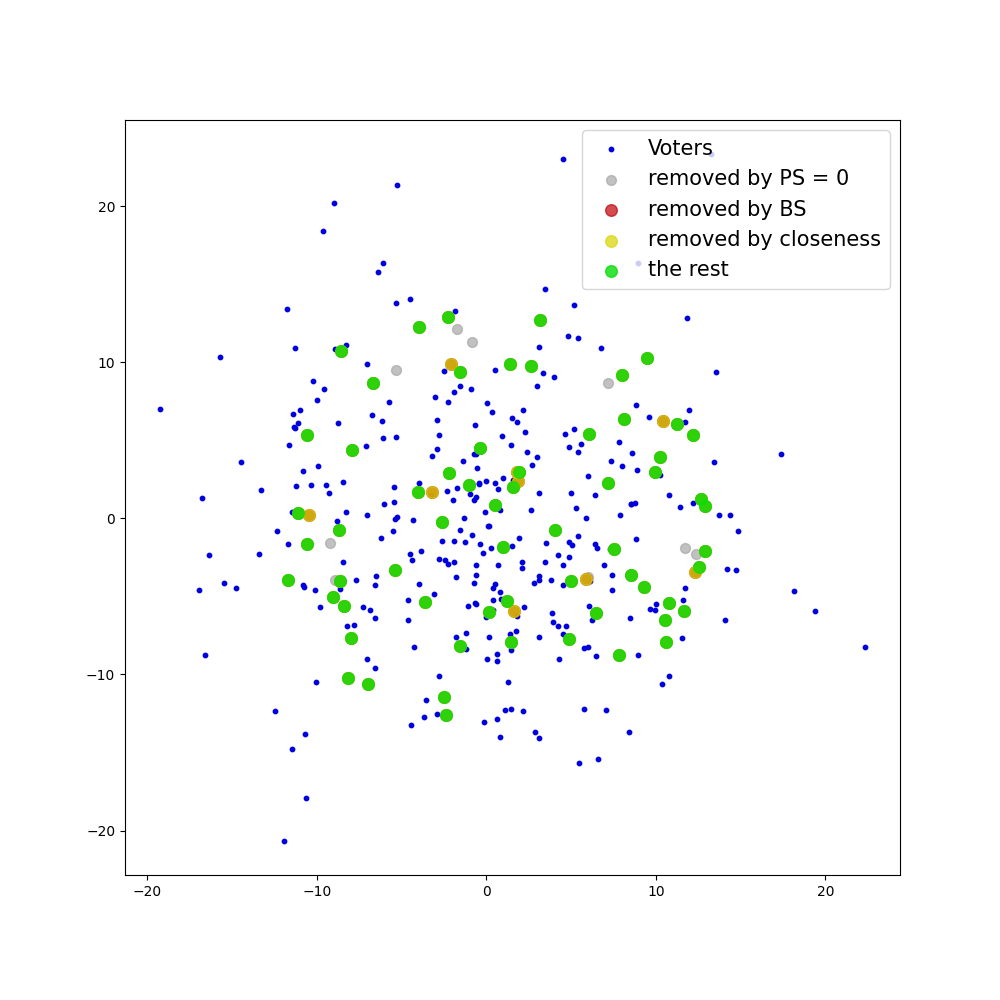 Voters
removed by PS = 0
removed by BS
removed by closeness
the rest
20
10
0
−10
−20
−20
−10
0
10
20